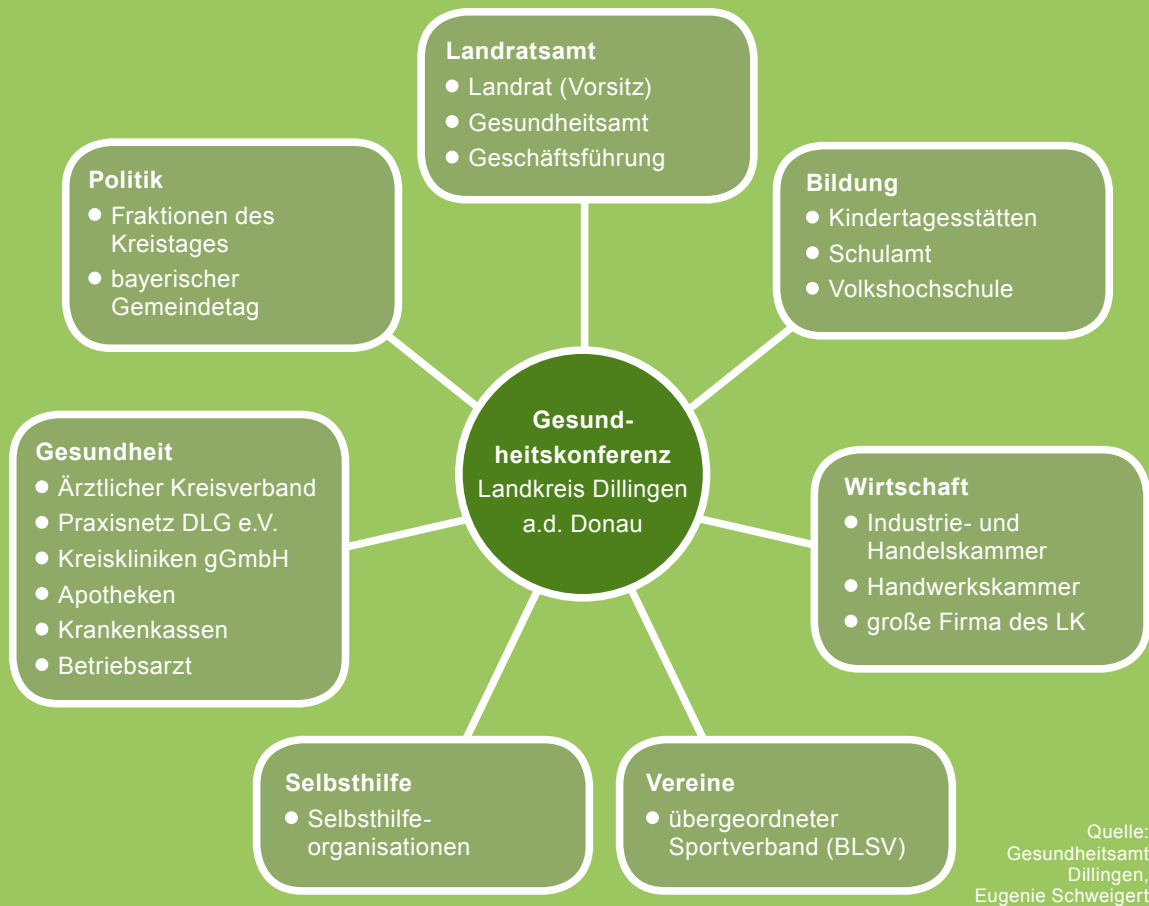 Landratsamt
● Landrat (Vorsitz)
● Gesundheitsamt
● Geschäftsführung
Politik
● Fraktionen des
Kreistages
● bayerischer
Gemeindetag
Bildung
● Kindertagesstätten
● Schulamt
● Volkshochschule
Gesund-
heitskonferenz
Landkreis Dillingen
a.d. Donau
Gesundheit
● Ärztlicher Kreisverband
● Praxisnetz DLG e.V.
● Kreiskliniken gGmbH
● Apotheken
● Krankenkassen
● Betriebsarzt
Wirtschaft
● Industrie- und
Handelskammer
● Handwerkskammer
● große Firma des LK
Selbsthilfe
● Selbsthilfe-
organisationen
Vereine
● übergeordneter
Sportverband (BLSV)
Quelle:
Gesundheitsamt
Dillingen,
Eugenie Schweigert